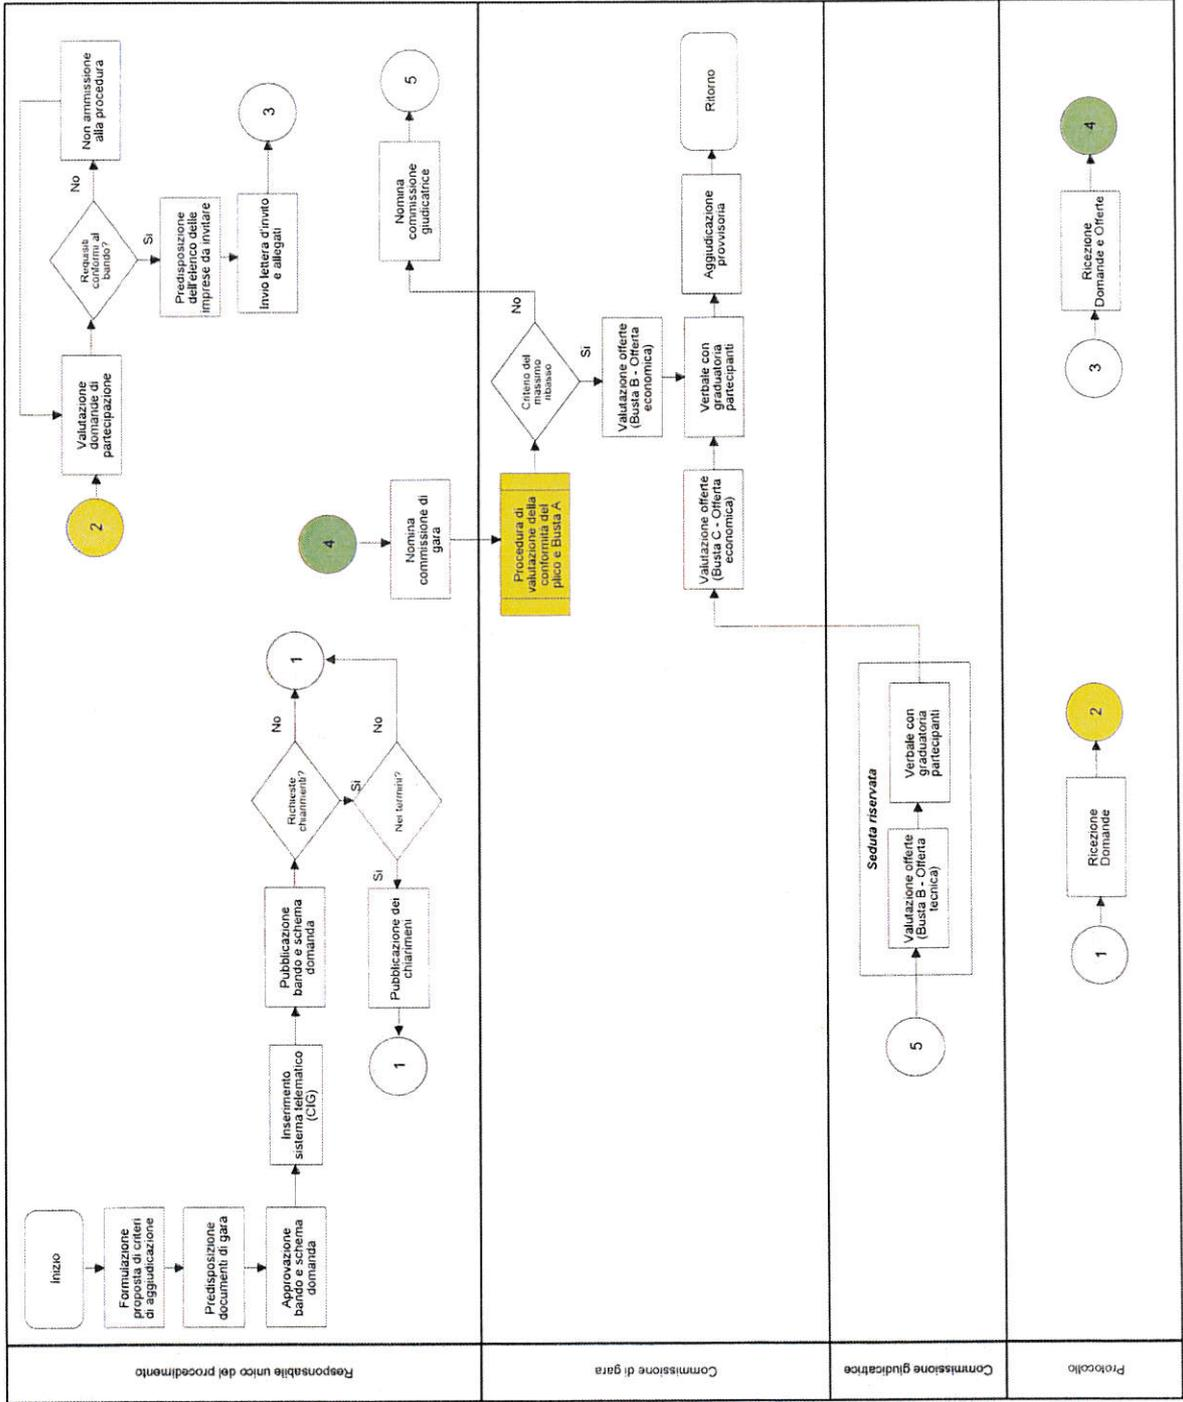 Responsabile unico del procedimento
Inizio
Formulazione
proposta di criteri
di aggiudicazione
Predisposizione
documenti di gara
Approvazione
bando e schema
domanda
Inserimento
sistema telematico
(CIG)
Pubblicazione
bando e schema
domanda
Richieste
chiarimenti?
No
1
Si
Nei termini?
No
Si
Pubblicazione dei
chiarimeni
1
2
Valutazione
domande di
partecipazione
Requisiti
conformi al
bando?
No
Non ammissione
alla procedura
Si
Predisposizione
dell'elenco delle
imprese da invitare
Invio lettera d'invito
e allegati
3
4
Nomina
commissione di
gara
Nomina
commissione
giudicatrice
5
Commissione di gara
Procedura di
valutazione della
conformità del
plico e Busta A
Criterio del
massimo
ribasso
No
Si
Valutazione offerte
(Busta B - Offerta
economica)
Valutazione offerte
(Busta C - Offerta
economica)
Verbale con
graduatoria
partecipanti
Aggiudicazione
provvisoria
Ritorno
Commissione giudicatrice
5
Seduta riservata
Valutazione offerte
(Busta B - Offerta
tecnica)
Verbale con
graduatoria
partecipanti
Protocollo
1
Ricezione
Domande
2
3
Ricezione
Domande e Offerte
4